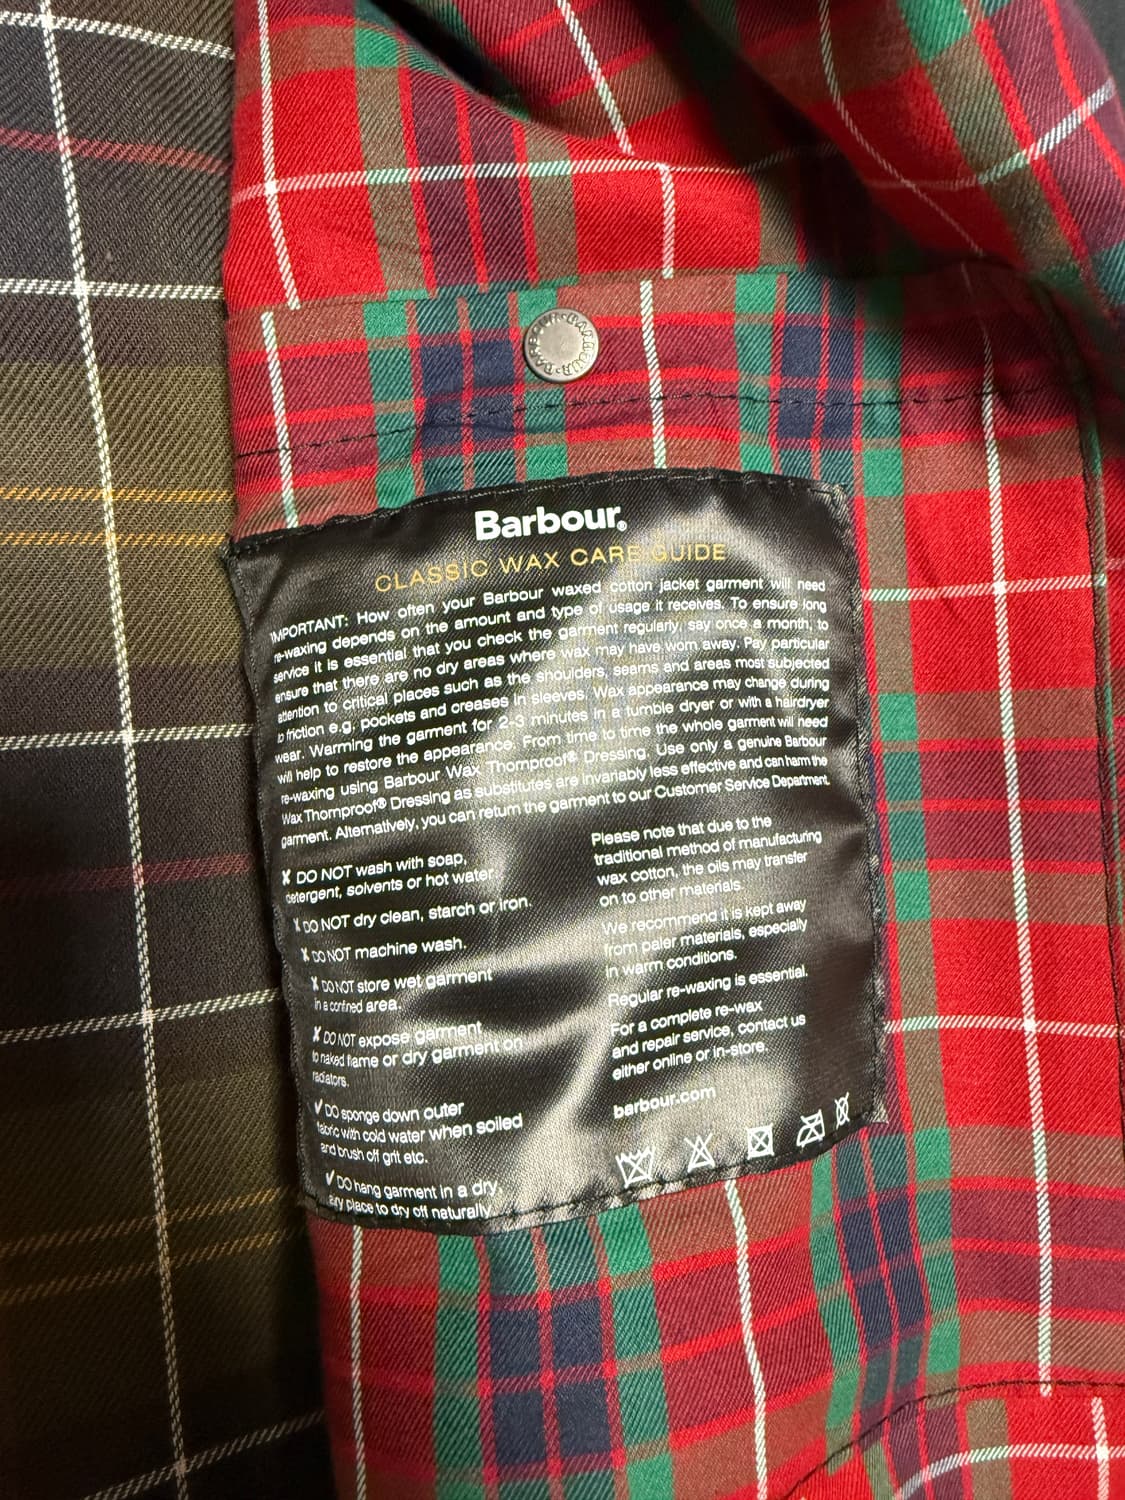 BARBOUR · BARBOUR
Barbour®
CLASSIC WAX CARE GUIDE
IMPORTANT: How often your Barbour waxed cotton jacket garment will need
re-waxing depends on the amount and type of usage it receives. To ensure long
service it is essential that you check the garment regularly, say once a month, to
ensure that there are no dry areas where wax may have worn away. Pay particular
attention to critical places such as the shoulders, seams and areas most subjected
to friction e.g. pockets and creases in sleeves. Wax appearance may change during
wear. Warming the garment for 2-3 minutes in a tumble dryer or with a hairdryer
will help to restore the appearance. From time to time the whole garment will need
re-waxing using Barbour Wax Thornproof® Dressing. Use only a genuine Barbour
Wax Thornproof® Dressing as substitutes are invariably less effective and can harm the
garment. Alternatively, you can return the garment to our Customer Service Department.
✗ DO NOT wash with soap,
detergent, solvents or hot water.
✗ DO NOT dry clean, starch or iron.
✗ DO NOT machine wash.
✗ DO NOT store wet garment
in a confined area.
✗ DO NOT expose garment
to naked flame or dry garment on
radiators.
✓ DO sponge down outer
fabric with cold water when soiled
and brush off grit etc.
✓ DO hang garment in a dry,
airy place to dry off naturally
Please note that due to the
traditional method of manufacturing
wax cotton, the oils may transfer
on to other materials.
We recommend it is kept away
from paler materials, especially
in warm conditions.
Regular re-waxing is essential.
For a complete re-wax
and repair service, contact us
either online or in-store.
barbour.com